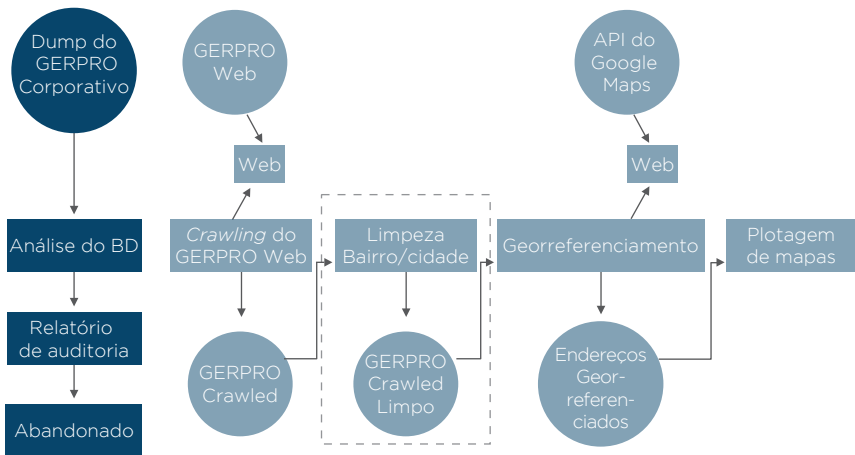 Dump do
GERPRO
Corporativo
Análise do BD
Relatório
de auditoria
Abandonado
GERPRO
Web
Web
Crawling do
GERPRO Web
GERPRO
Crawled
Limpeza
Bairro/cidade
GERPRO
Crawled
Limpo
API do
Google
Maps
Web
Georreferenciamento
Endereços
Geor-
referen-
ciados
Plotagem
de mapas